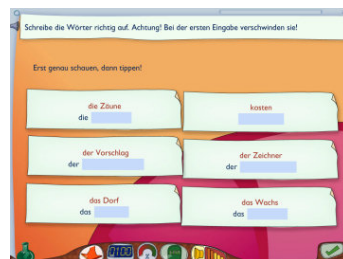 Schreibe die Wörter richtig auf. Achtung! Bei der ersten Eingabe verschwinden sie!
Erst genau schauen, dann tippen!
die Zäune
die
kosten
der Vorschlag
der
der Zeichner
der
das Dorf
das
das Wachs
das
0100